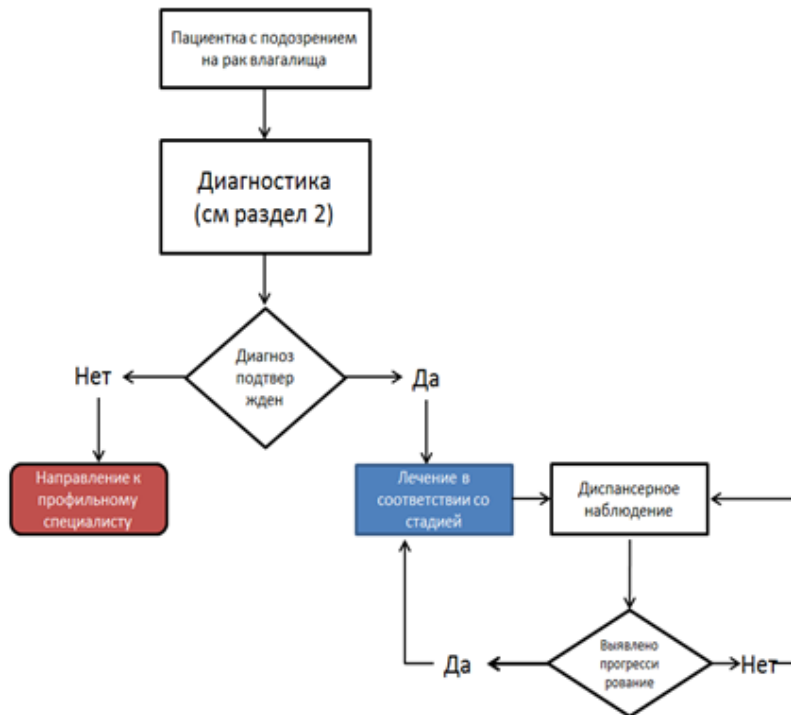 Пациентка с подозрением
на рак влагалища
Диагностика
(см раздел 2)
Диагноз
подтвер
жден
Нет
Да
Направление к
профильному
специалисту
Лечение в
соответствии со
стадией
Диспансерное
наблюдение
Выявлено
прогресси
рование
Да
Нет